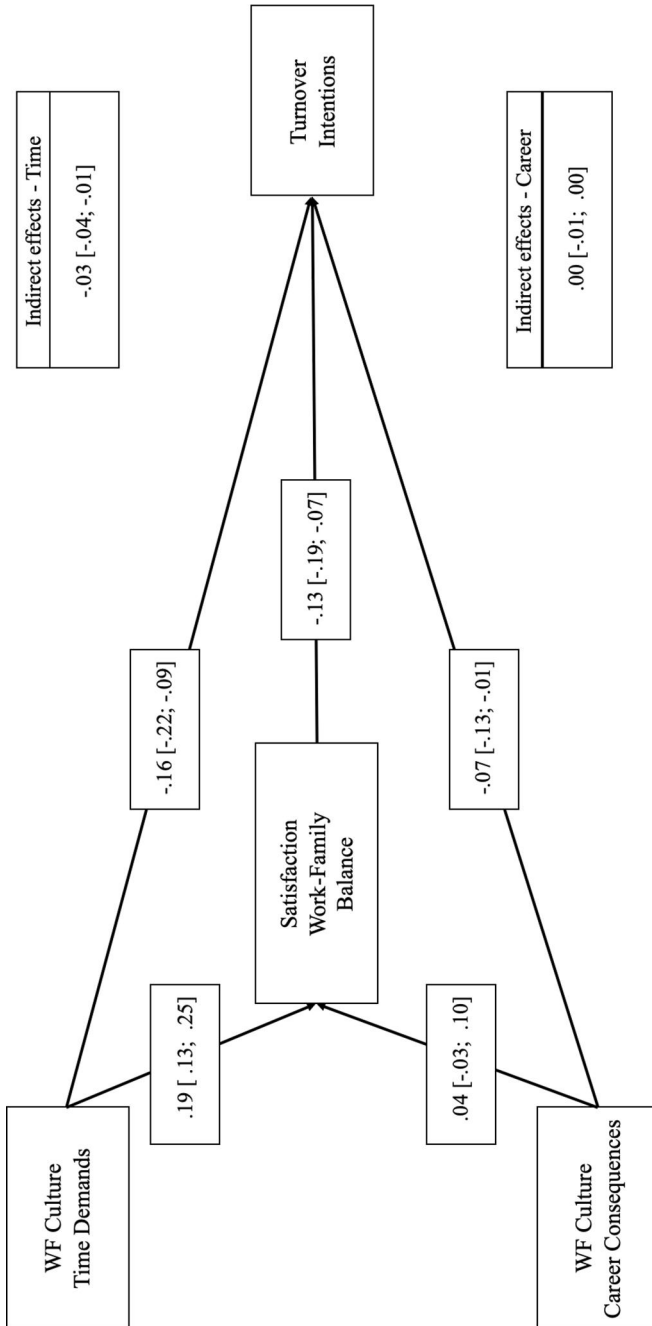 WF Culture
Time Demands
Indirect effects - Time
-.03 [-.04; -.01]
-.16 [-.22; -.09]
.19 [ .13; .25]
Satisfaction
Work-Family
Balance
-.13 [-.19; -.07]
Turnover
Intentions
.04 [-.03; .10]
-.07 [-.13; -.01]
WF Culture
Career Consequences
Indirect effects - Career
.00 [-.01; .00]